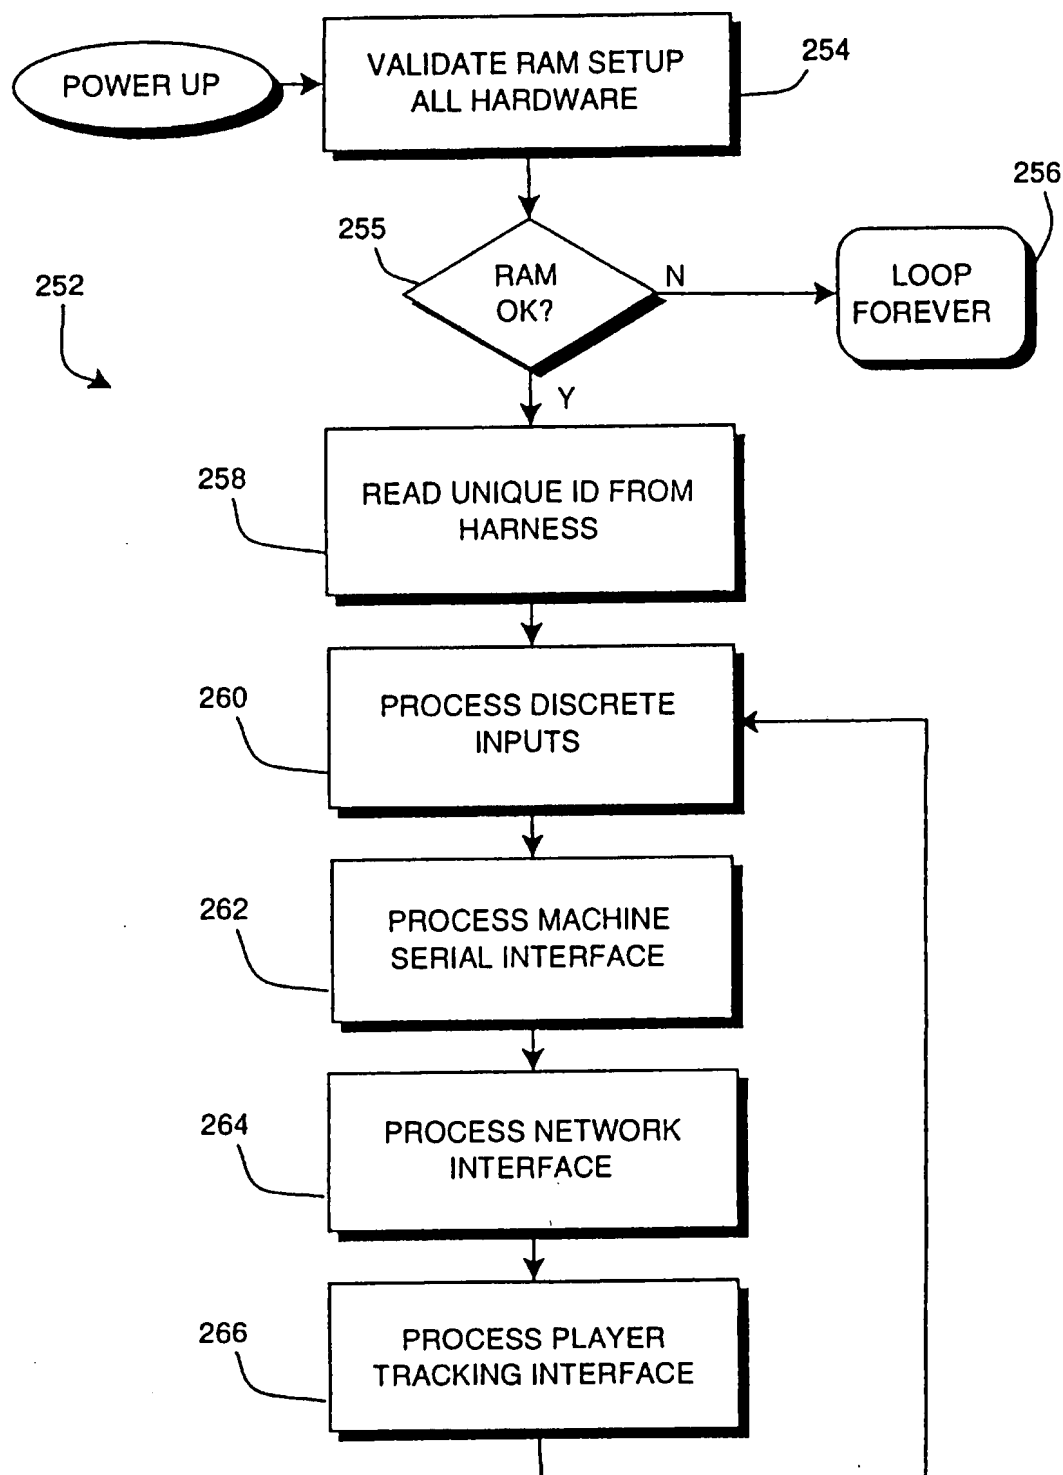 POWER UP
VALIDATE RAM SETUP
ALL HARDWARE
254
255
RAM
OK?
N
LOOP
FOREVER
256
252
Y
258
READ UNIQUE ID FROM
HARNESS
260
PROCESS DISCRETE
INPUTS
262
PROCESS MACHINE
SERIAL INTERFACE
264
PROCESS NETWORK
INTERFACE
266
PROCESS PLAYER
TRACKING INTERFACE